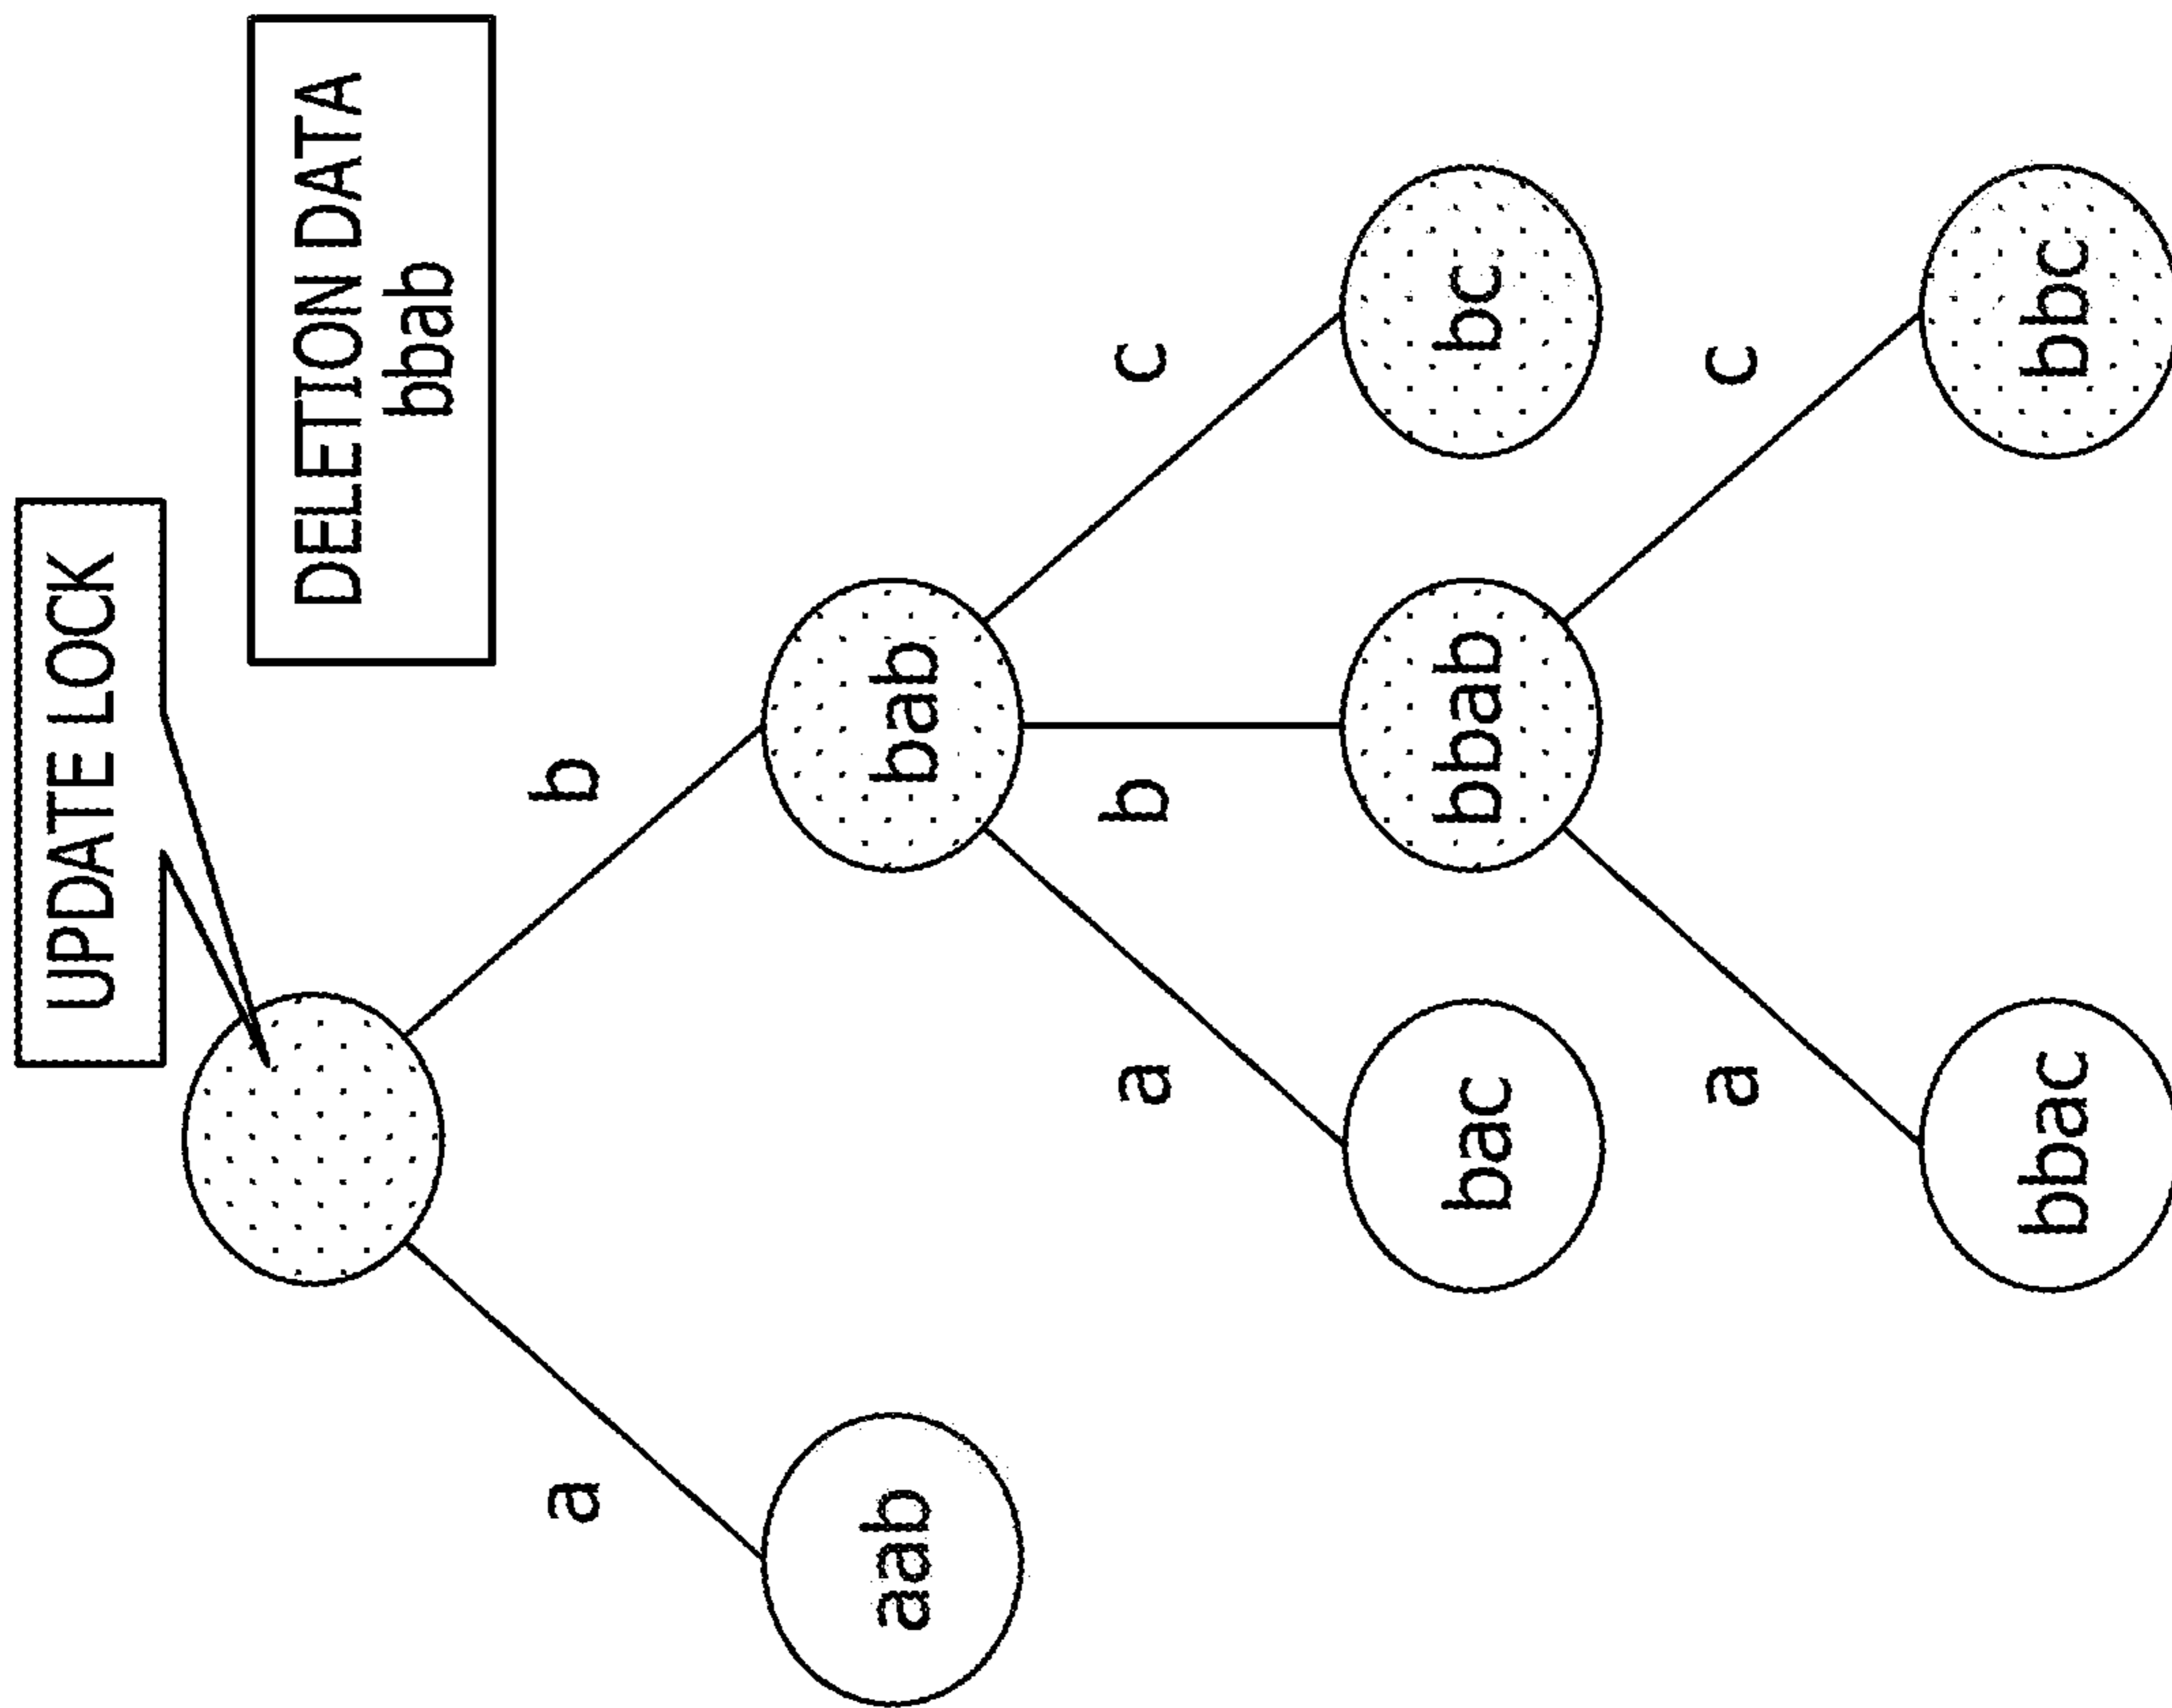 UPDATE LOCK
DELETION DATA
bbab
a
b
aab
bab
a
b
c
bac
bbab
bc
a
c
bbac
bbc